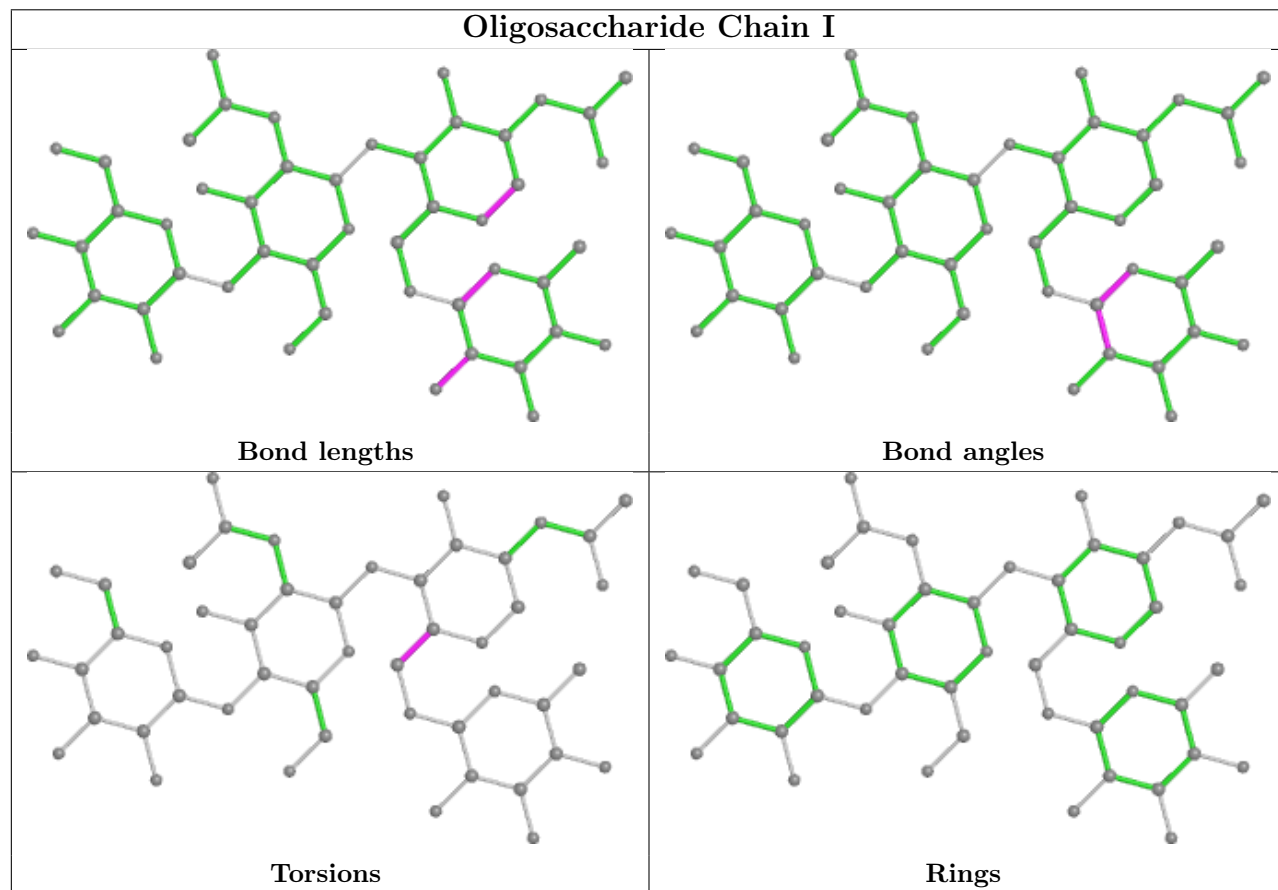 Oligosaccharide Chain I
Bond lengths
Bond angles
Torsions
Rings